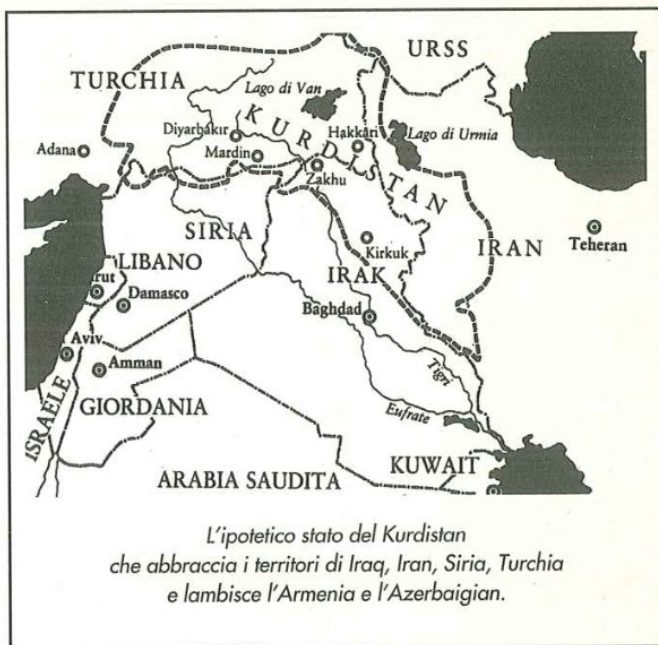 URSS
TURCHIA
Lago di Van
KURDISTAN
Diyarbakir
Hakkâri
Lago di Urmia
Adana
Mardin
Zakhu
SIRIA
Kirkuk
IRAN
Teheran
LIBANO
IRAK
rut
Damasco
Baghdad
Aviv
Amman
Tigri
ISRAELE
GIORDANIA
Eufrate
ARABIA SAUDITA
KUWAIT
L'ipotetico stato del Kurdistan
che abbraccia i territori di Iraq, Iran, Siria, Turchia
e lambisce l'Armenia e l'Azerbaigian.